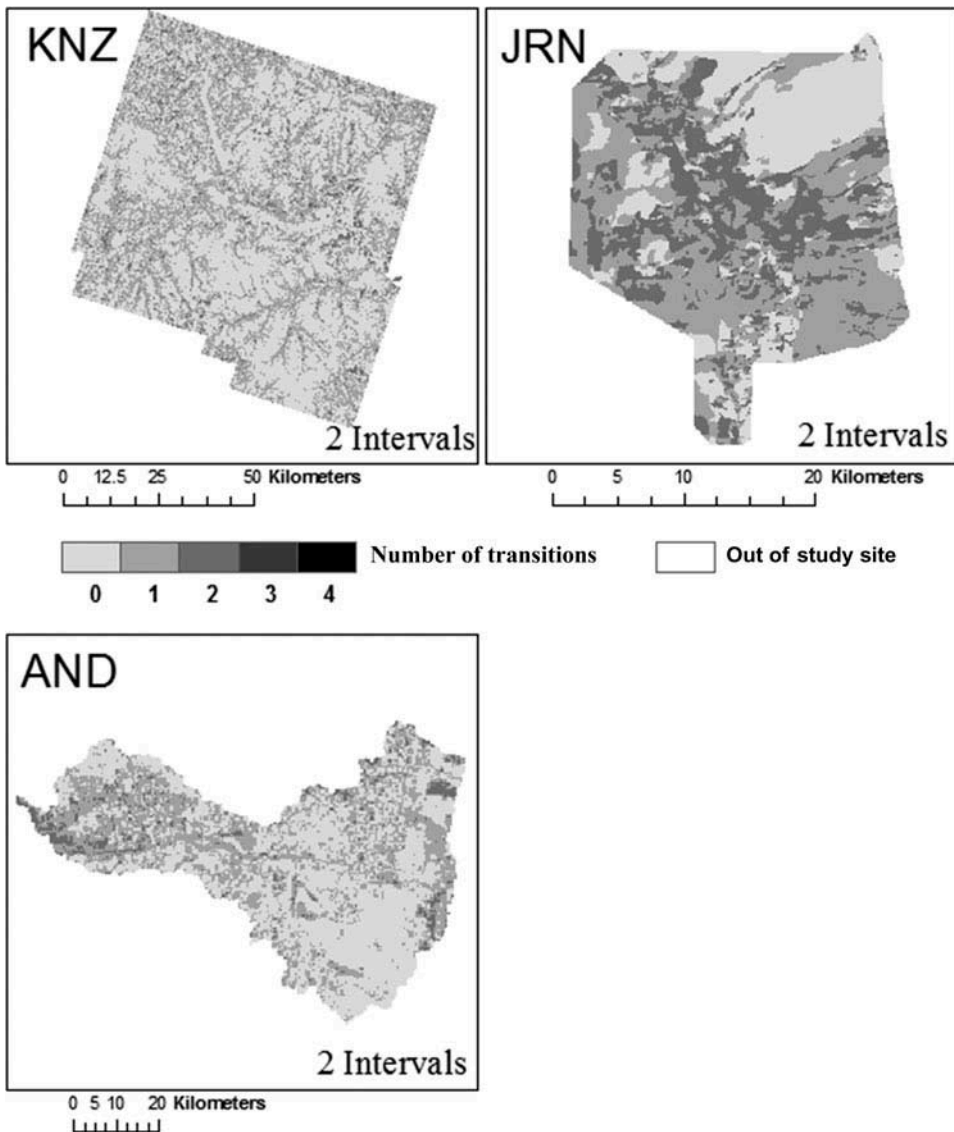 KNZ
2 Intervals
0 12.5 25 50 Kilometers
JRN
2 Intervals
0 5 10 20 Kilometers
Number of transitions
0 1 2 3 4
Out of study site
AND
2 Intervals
0 5 10 20 Kilometers